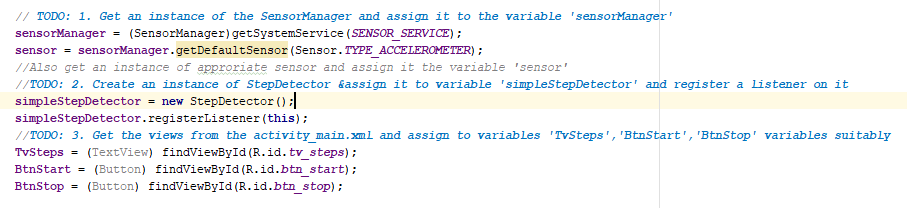 // TODO: 1. Get an instance of the SensorManager and assign it to the variable 'sensorManager'
sensorManager = (SensorManager)getSystemService(SENSOR_SERVICE);
sensor = sensorManager.getDefaultSensor(Sensor.TYPE_ACCELEROMETER);
//Also get an instance of approriate sensor and assign it the variable 'sensor'
//TODO: 2. Create an instance of StepDetector &assign it to variable 'simpleStepDetector' and register a listener on it
simpleStepDetector = new StepDetector();
simpleStepDetector.registerListener(this);
//TODO: 3. Get the views from the activity_main.xml and assign to variables 'TvSteps','BtnStart','BtnStop' variables suitably
TvSteps = (TextView) findViewById(R.id.tv_steps);
BtnStart = (Button) findViewById(R.id.btn_start);
BtnStop = (Button) findViewById(R.id.btn_stop);